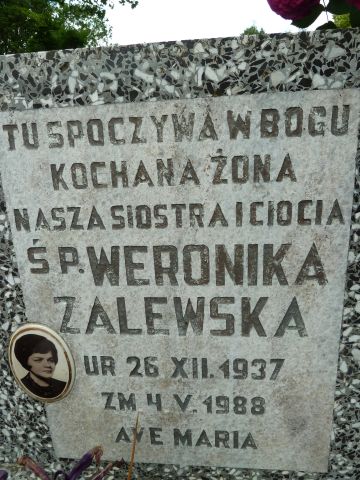 TU SPOCZYWA W BOGU
KOCHANA ŻONA
NASZA SIOSTRA I CIOCIA
Ś P. WERONIKA
ZALEWSKA
UR 26 XII. 1937
ZM 4 V. 1988
AVE MARIA